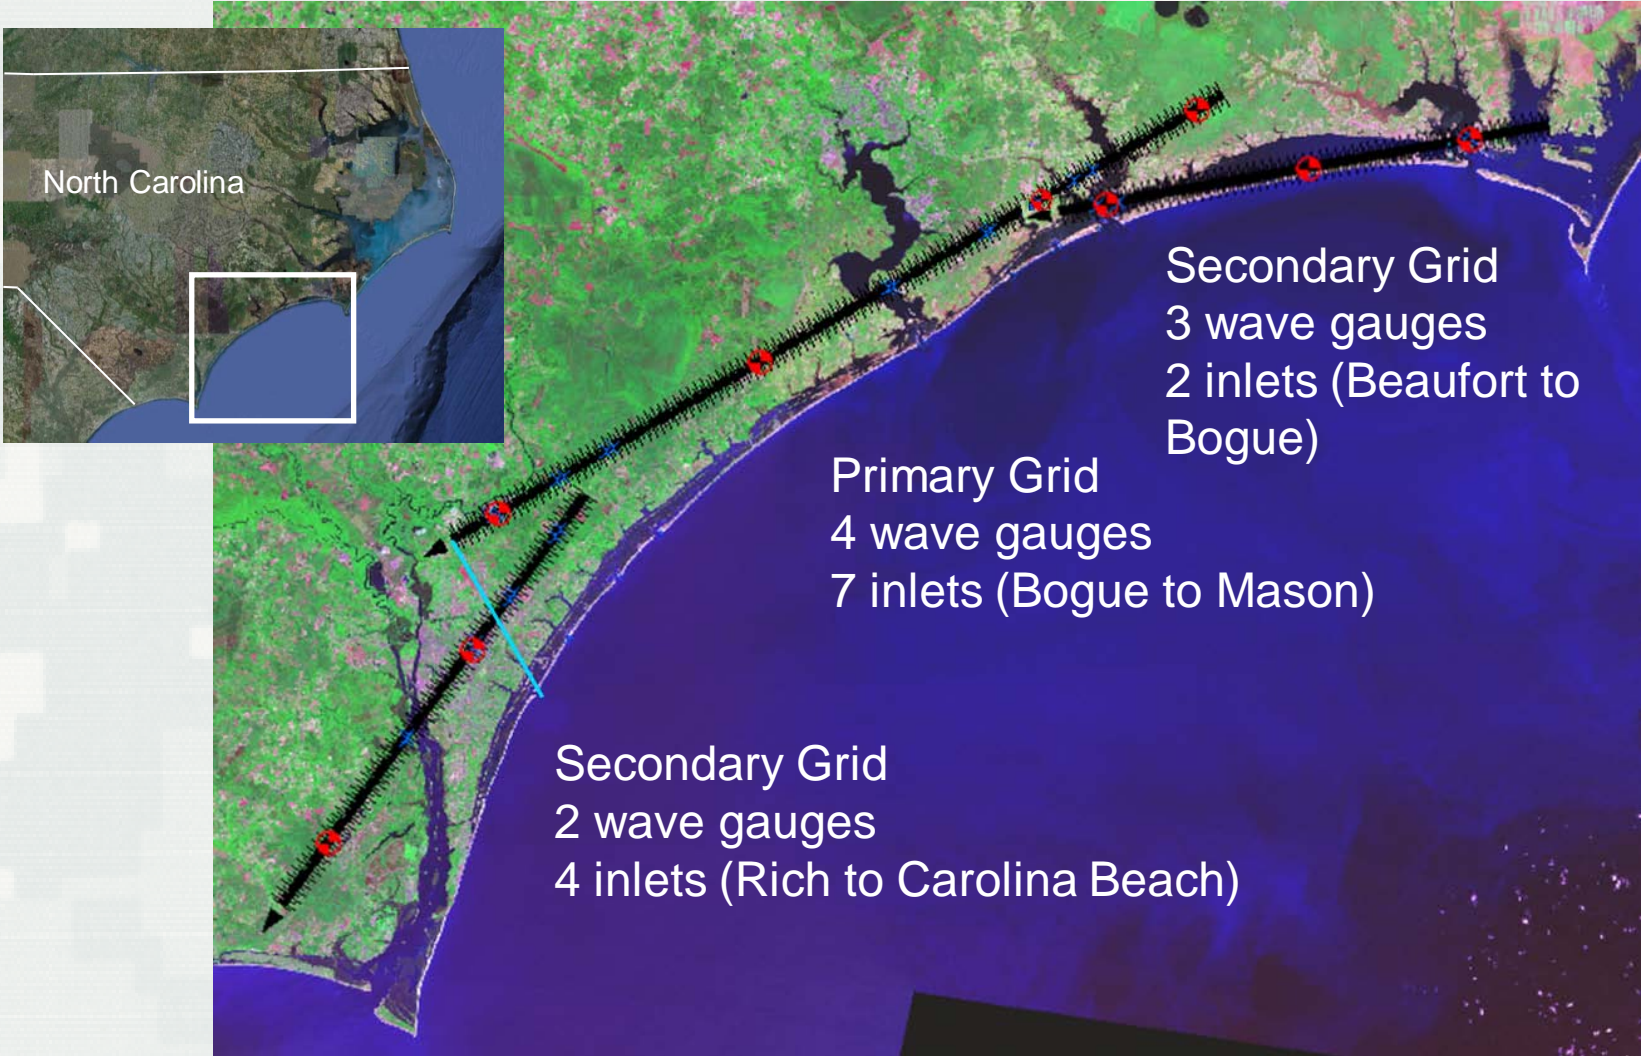 North Carolina
Secondary Grid
3 wave gauges
2 inlets (Beaufort to
Bogue)
Primary Grid
4 wave gauges
7 inlets (Bogue to Mason)
Secondary Grid
2 wave gauges
4 inlets (Rich to Carolina Beach)